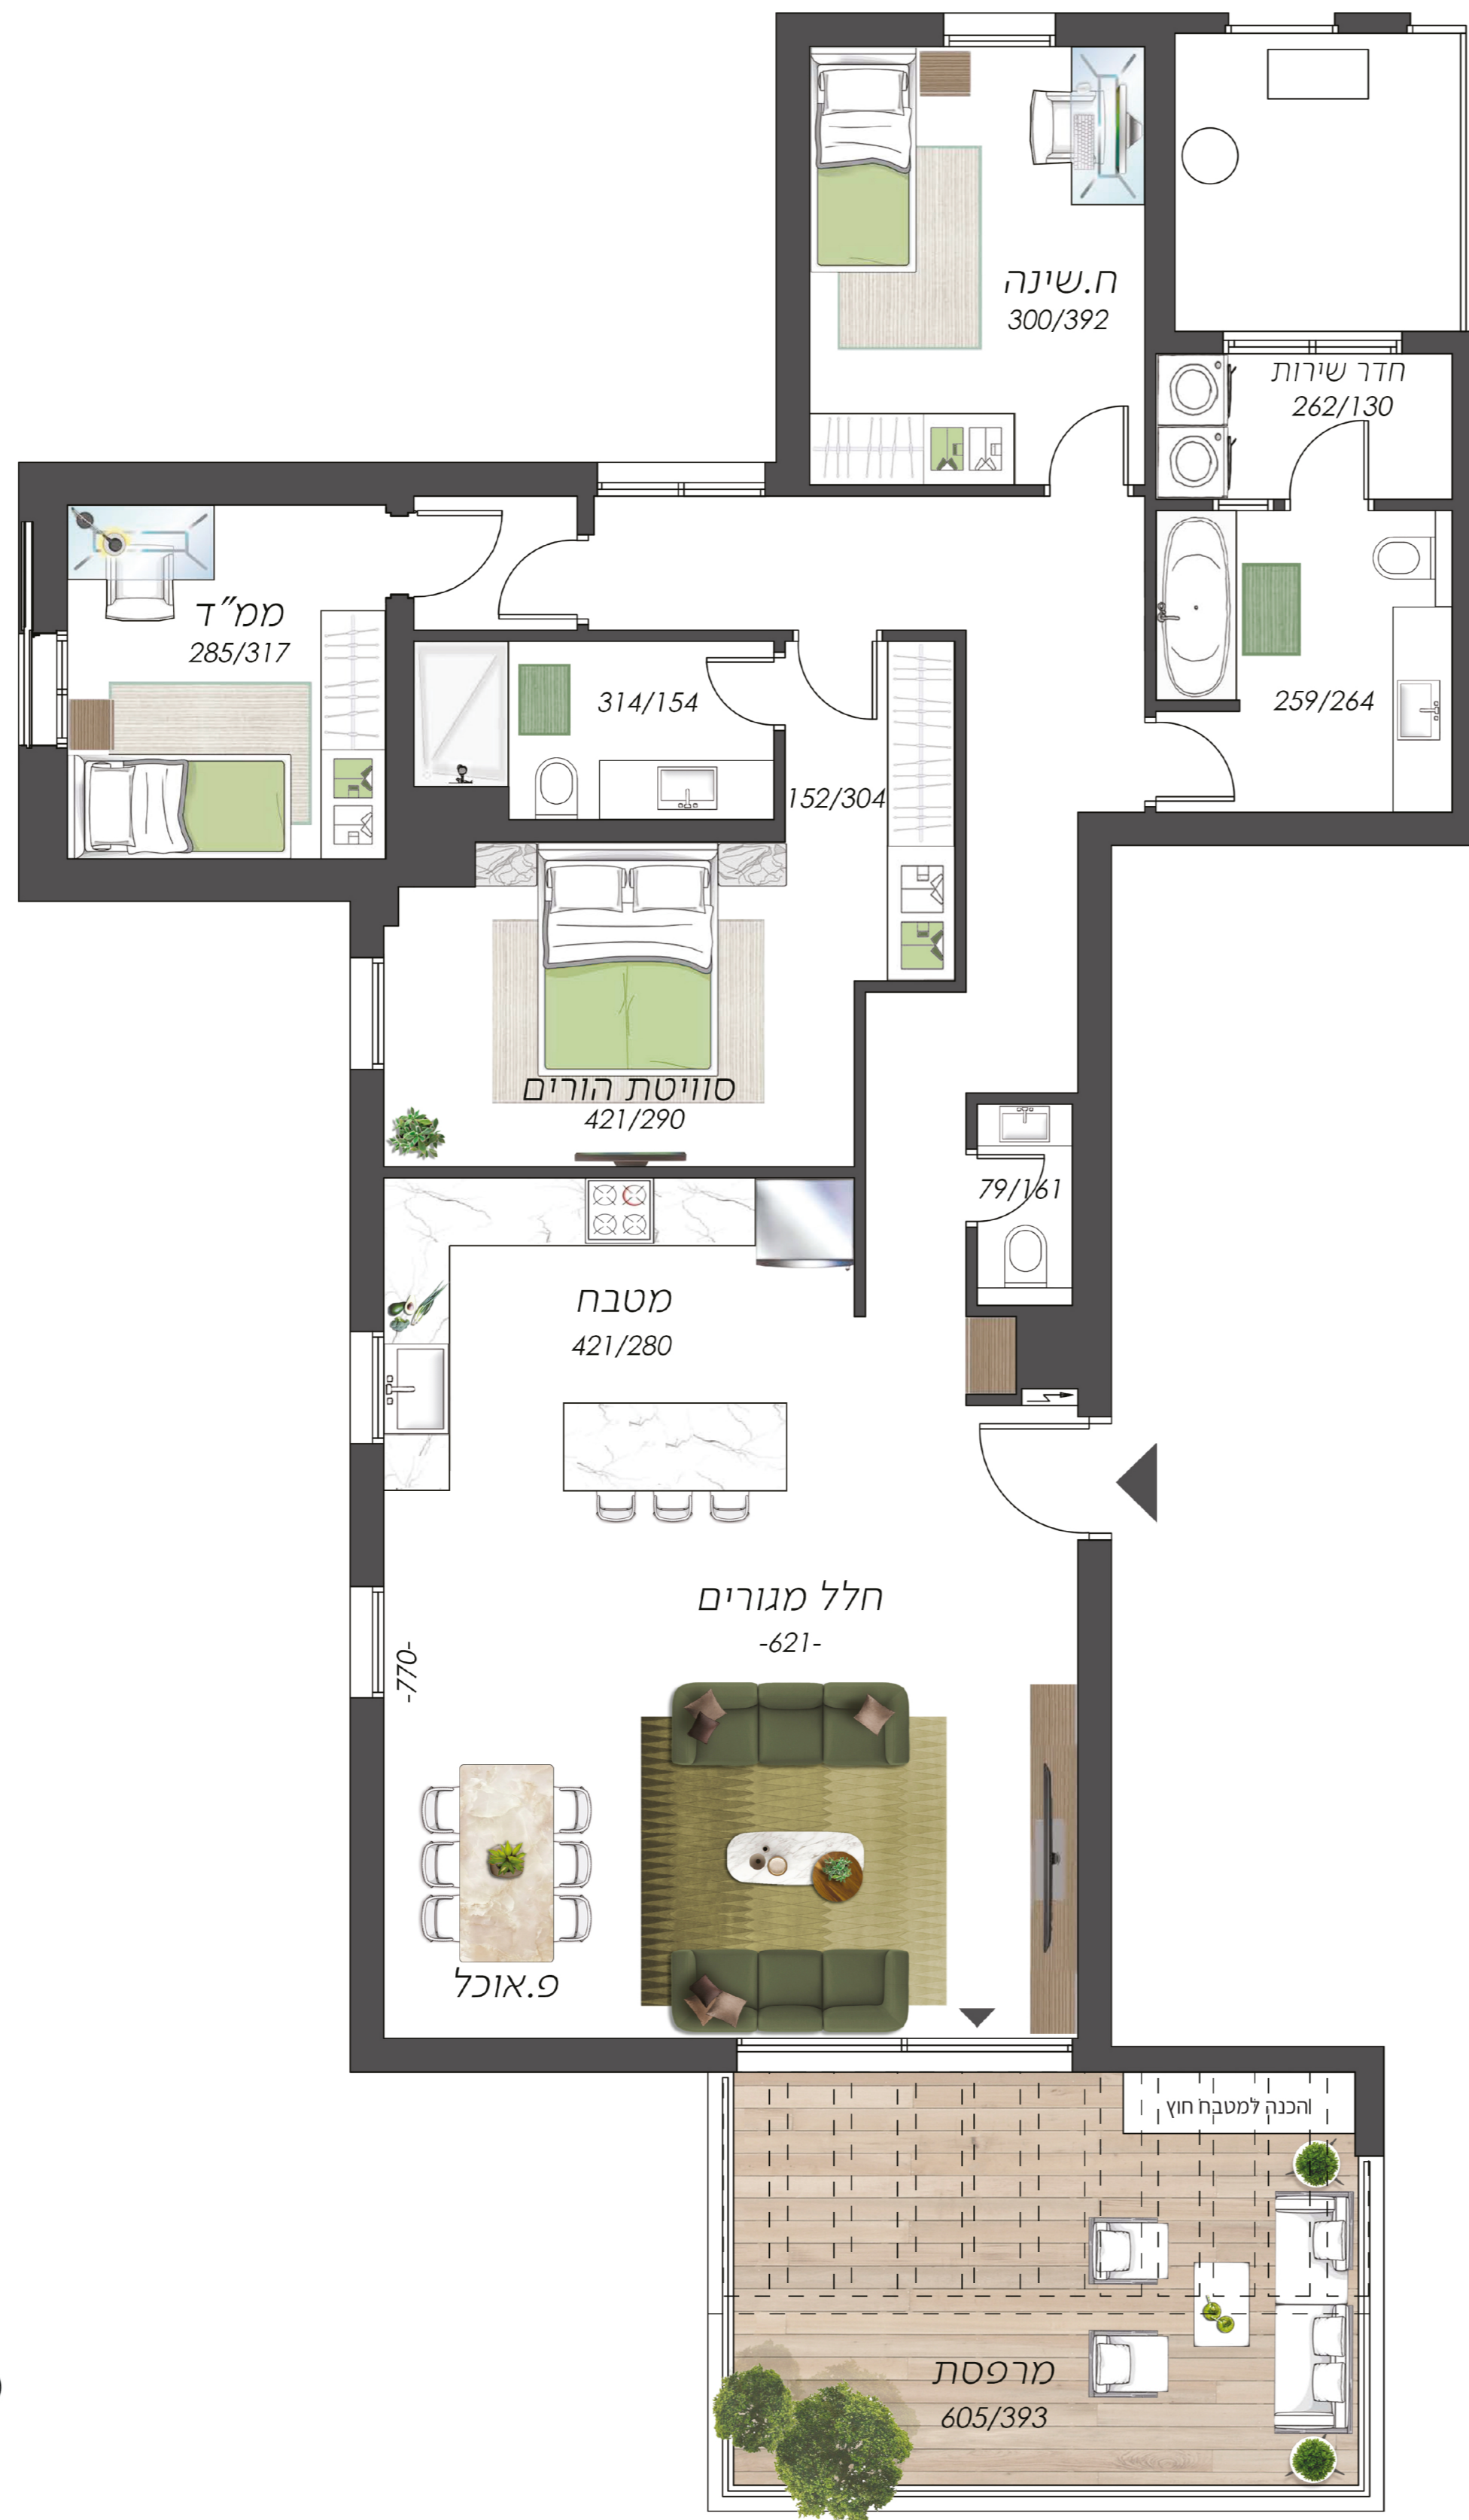 ח.שינה
300/392
חדר שירות
262/130
ממ"ד
285/317
314/154
259/264
152/304
סוויטת הורים
421/290
79/161
מטבח
421/280
חלל מגורים
-621-
-770-
פ.אוכל
הכנה למטבח חוץ
מרפסת
605/393